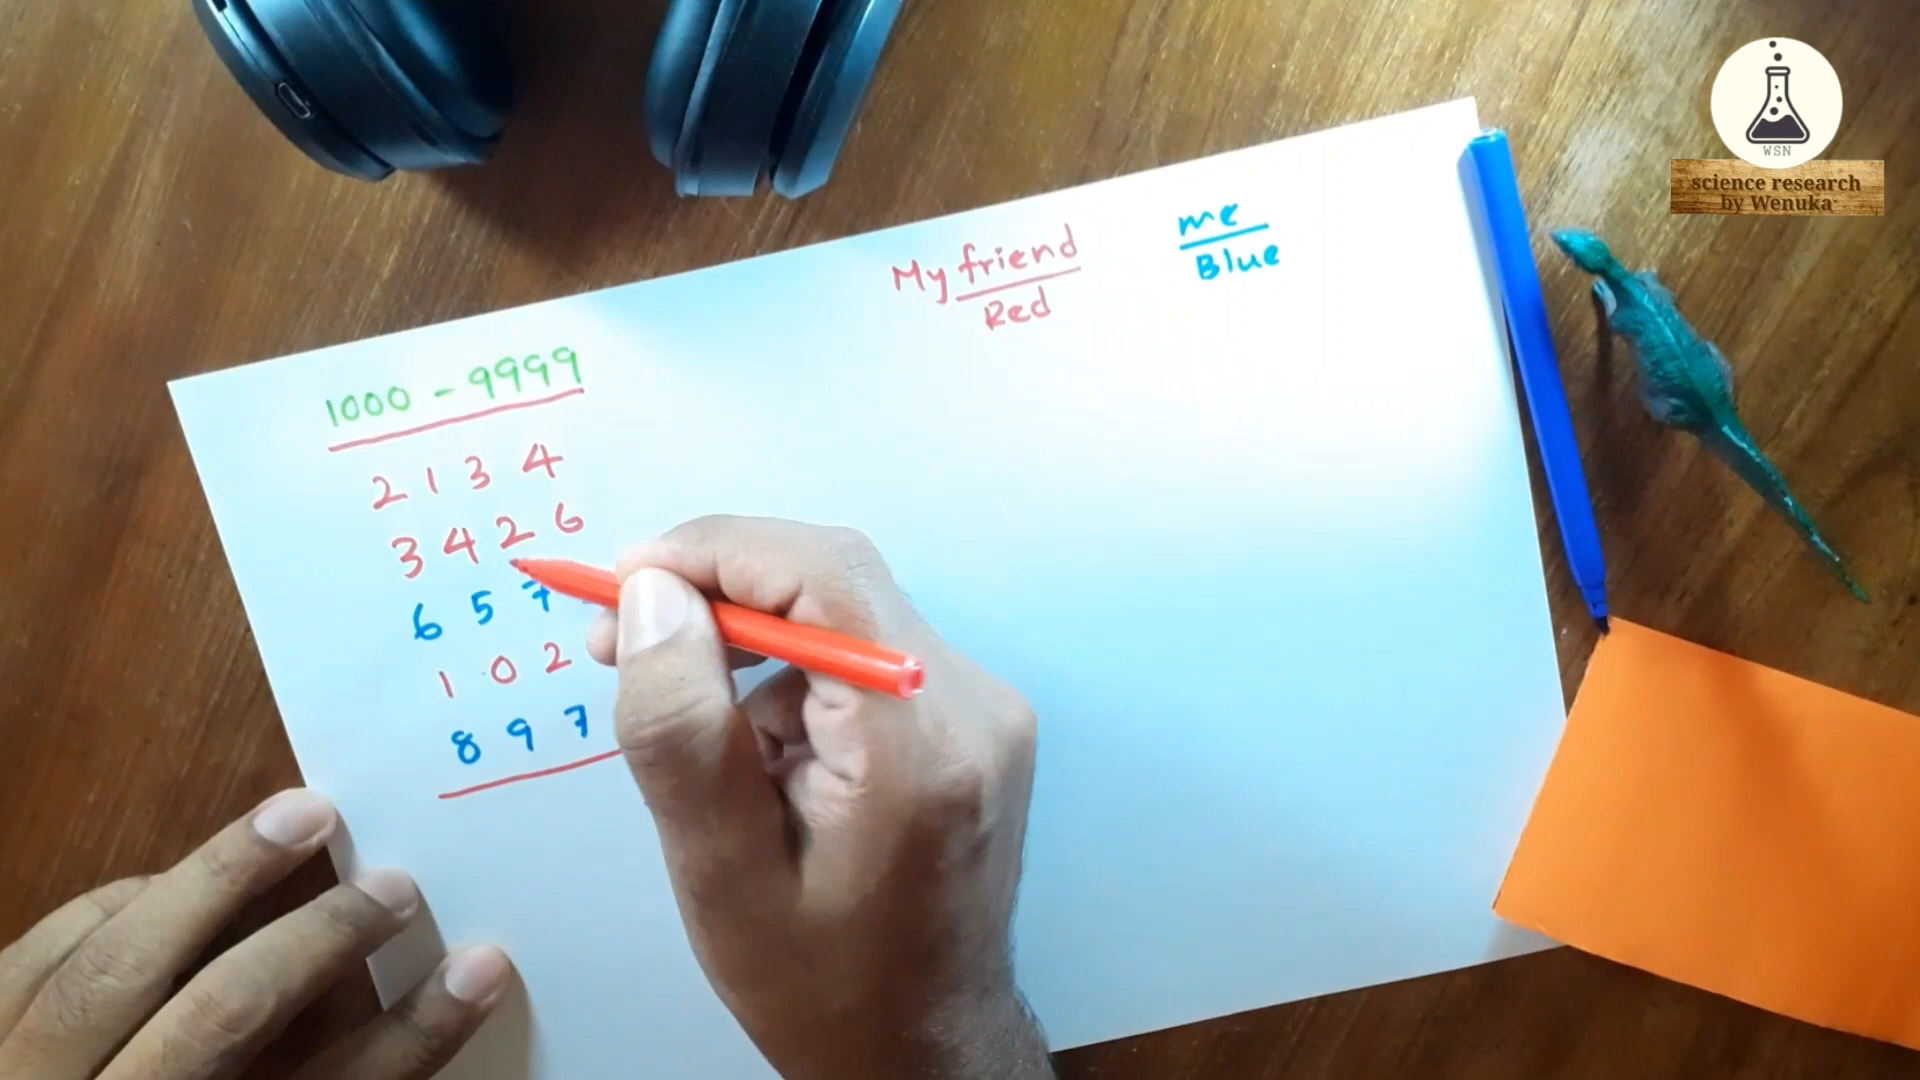 WSN
science research
by Wenuka
My friend
Red
me
Blue
1000 - 9999
2 1 3 4
3 4 2 6
6 5 7
1 0 2
8 9 7